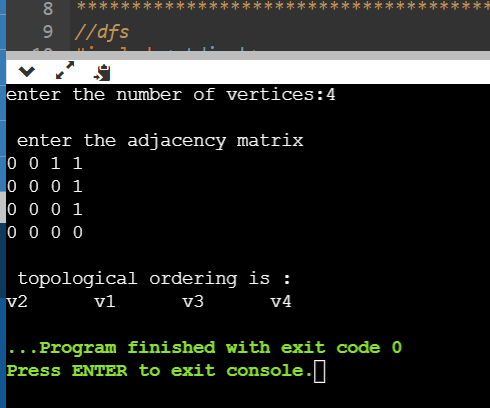 8 **************************************
9 //dfs
enter the number of vertices:4
enter the adjacency matrix
0 0 1 1
0 0 0 1
0 0 0 1
0 0 0 0
topological ordering is :
v2 v1 v3 v4
...Program finished with exit code 0
Press ENTER to exit console.